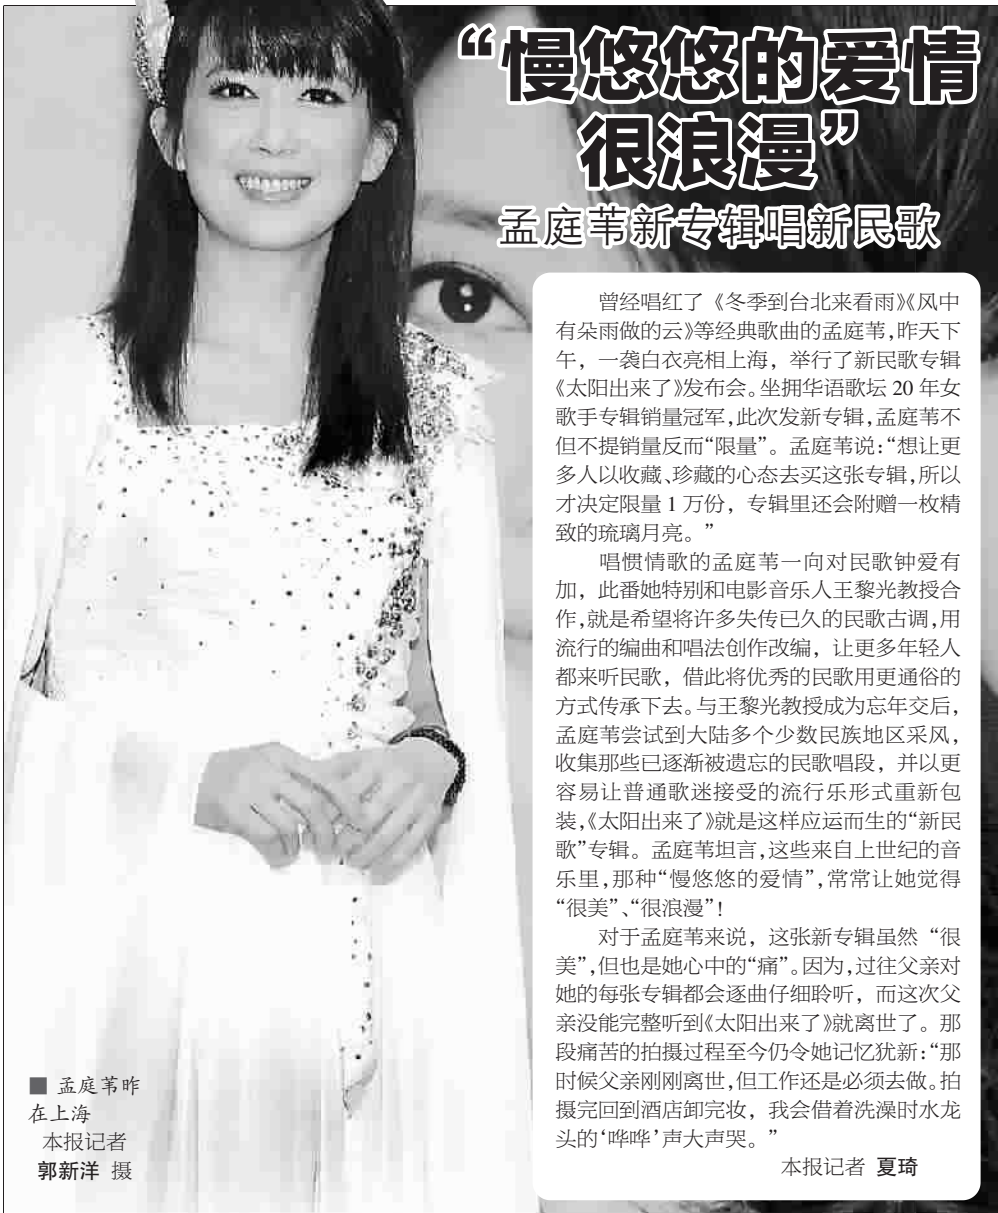 “慢悠悠的爱情
很浪漫”
孟庭苇新专辑唱新民歌
曾经唱红了《冬季到台北来看雨》《风中
有朵雨做的云》等经典歌曲的孟庭苇,昨天下
午，一袭白衣亮相上海，举行了新民歌专辑
《太阳出来了》发布会。坐拥华语歌坛 20 年女
歌手专辑销量冠军,此次发新专辑,孟庭苇不
但不提销量反而“限量”。孟庭苇说:“想让更
多人以收藏、珍藏的心态去买这张专辑,所以
才决定限量 1 万份，专辑里还会附赠一枚精
致的琉璃月亮。”
唱惯情歌的孟庭苇一向对民歌钟爱有
加，此番她特别和电影音乐人王黎光教授合
作,就是希望将许多失传已久的民歌古调,用
流行的编曲和唱法创作改编，让更多年轻人
都来听民歌，借此将优秀的民歌用更通俗的
方式传承下去。与王黎光教授成为忘年交后，
孟庭苇尝试到大陆多个少数民族地区采风，
收集那些已逐渐被遗忘的民歌唱段，并以更
容易让普通歌迷接受的流行乐形式重新包
装,《太阳出来了》就是这样应运而生的“新民
歌”专辑。孟庭苇坦言,这些来自上世纪的音
乐里,那种“慢悠悠的爱情”,常常让她觉得
“很美”、“很浪漫”!
对于孟庭苇来说，这张新专辑虽然“很
美”,但也是她心中的“痛”。因为,过往父亲对
她的每张专辑都会逐曲仔细聆听，而这次父
亲没能完整听到《太阳出来了》就离世了。那
段痛苦的拍摄过程至今仍令她记忆犹新:“那
时候父亲刚刚离世,但工作还是必须去做。拍
摄完回到酒店卸完妆，我会借着洗澡时水龙
头的‘哗哗’声大声哭。”
本报记者 夏琦
■ 孟庭苇昨
在上海
本报记者
郭新洋 摄